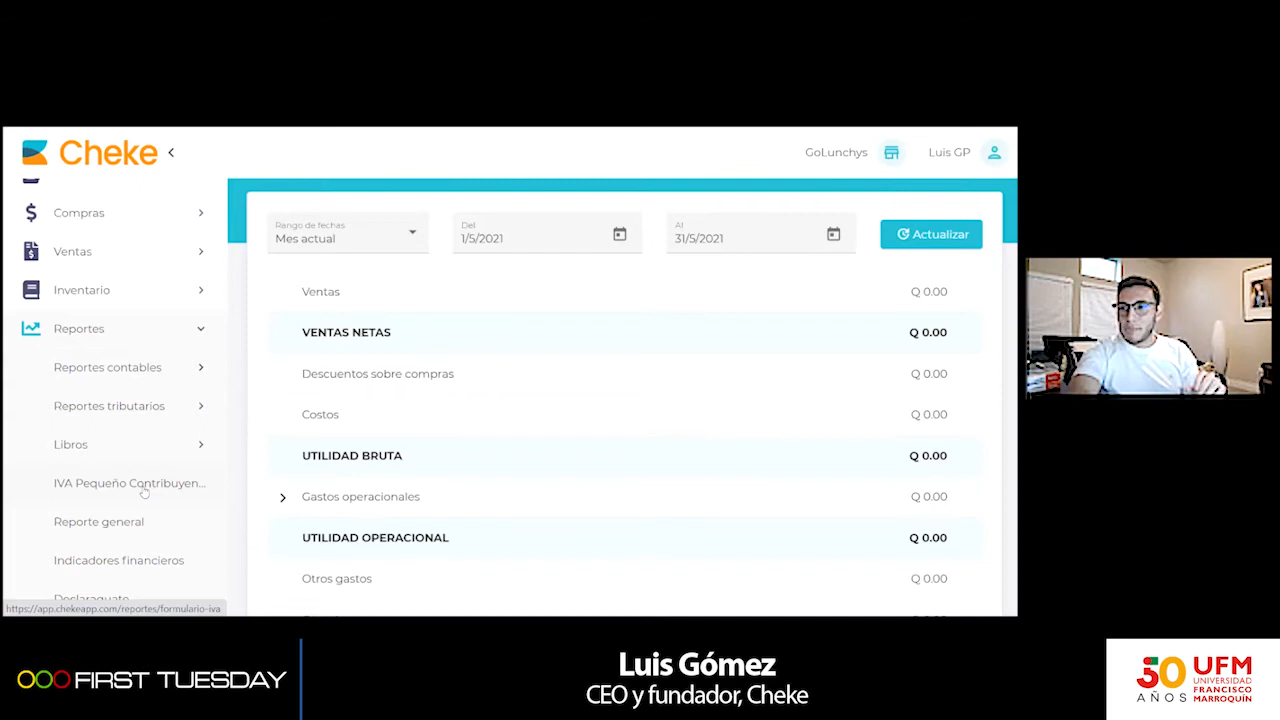 Cheke
GoLunchys
Luis GP
Compras
Ventas
Inventario
Reportes
Reportes contables
Reportes tributarios
Libros
IVA Pequeño Contribuyen...
Reporte general
Indicadores financieros
Declaraguate
https://app.chekeapp.com/reportes/formulario-iva
Rango de fechas
Mes actual
Del
1/5/2021
Al
31/5/2021
Actualizar
Ventas Q 0.00
VENTAS NETAS Q 0.00
Descuentos sobre compras Q 0.00
Costos Q 0.00
UTILIDAD BRUTA Q 0.00
Gastos operacionales Q 0.00
UTILIDAD OPERACIONAL Q 0.00
Otros gastos Q 0.00
FIRST TUESDAY
Luis Gómez
CEO y fundador, Cheke
50
AÑOS
UFM
UNIVERSIDAD
FRANCISCO
MARROQUÍN